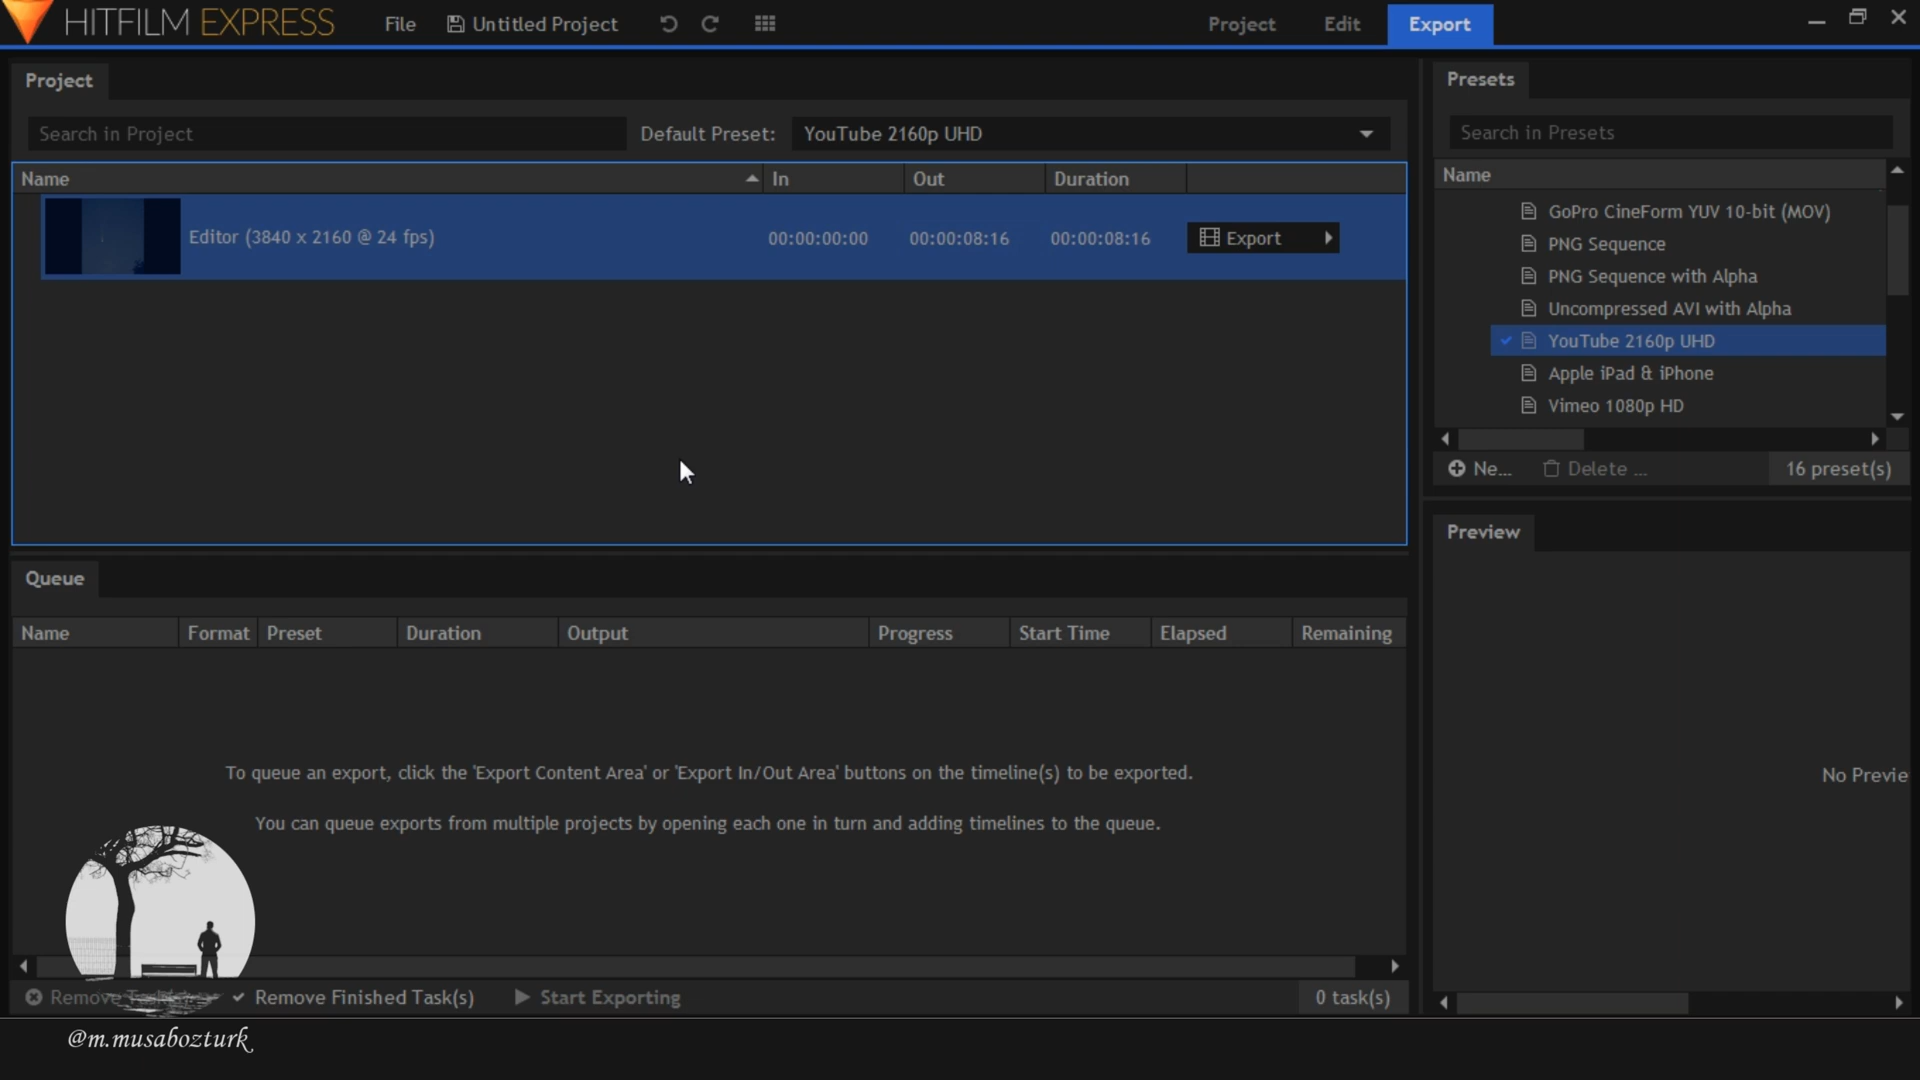 HITFILM EXPRESS File Untitled Project Project Edit Export
Project
Search in Project Default Preset: YouTube 2160p UHD
Name In Out Duration
Editor (3840 x 2160 @ 24 fps) 00:00:00:00 00:00:08:16 00:00:08:16 Export
Presets
Search in Presets
Name
GoPro CineForm YUV 10-bit (MOV)
PNG Sequence
PNG Sequence with Alpha
Uncompressed AVI with Alpha
YouTube 2160p UHD
Apple iPad & iPhone
Vimeo 1080p HD
Ne... Delete ... 16 preset(s)
Preview
No Previe
Queue
Name Format Preset Duration Output Progress Start Time Elapsed Remaining
To queue an export, click the 'Export Content Area' or 'Export In/Out Area' buttons on the timeline(s) to be exported.
You can queue exports from multiple projects by opening each one in turn and adding timelines to the queue.
Remove Remove Finished Task(s) Start Exporting 0 task(s)
@m.musabozturk